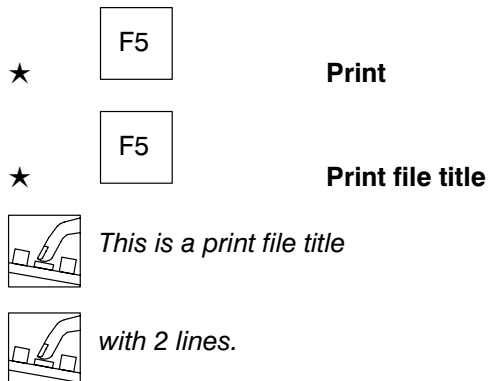 F5
★ Print
F5
★ Print file title
This is a print file title
with 2 lines.